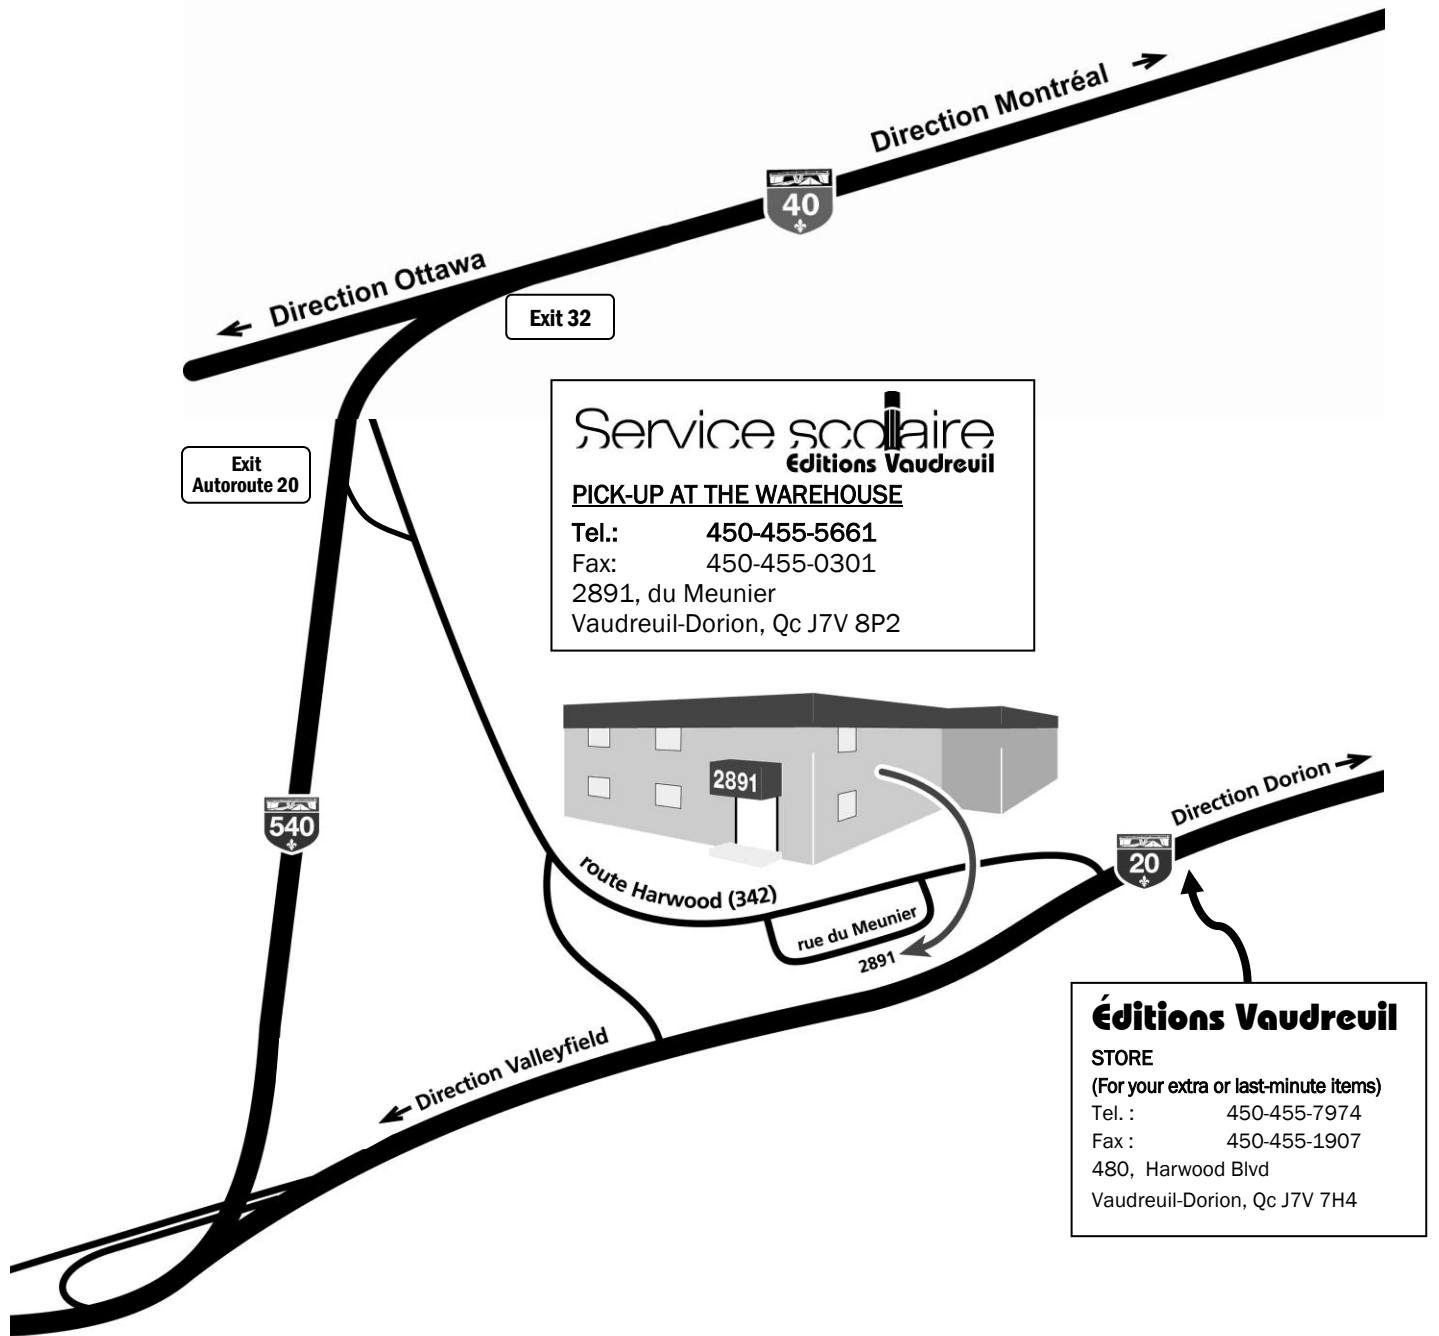 Direction Montréal
40
Direction Ottawa
Exit 32
Exit
Autoroute 20
Service scolaire
Éditions Vaudreuil
PICK-UP AT THE WAREHOUSE
Tel.: 450-455-5661
Fax: 450-455-0301
2891, du Meunier
Vaudreuil-Dorion, Qc J7V 8P2
2891
540
Direction Dorion
20
route Harwood (342)
rue du Meunier
2891
Direction Valleyfield
Éditions Vaudreuil
STORE
(For your extra or last-minute items)
Tel. : 450-455-7974
Fax : 450-455-1907
480, Harwood Blvd
Vaudreuil-Dorion, Qc J7V 7H4